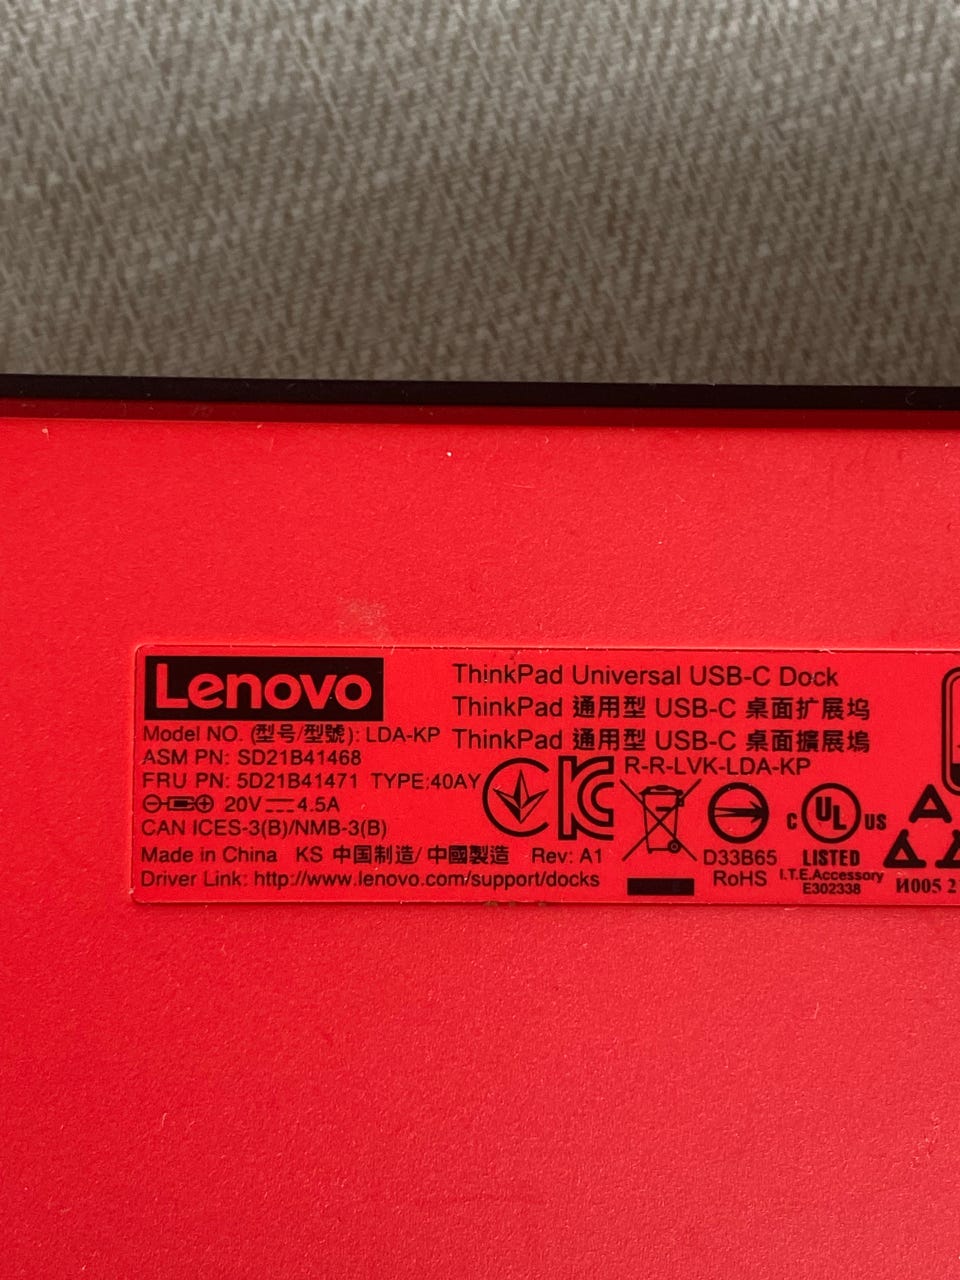 Lenovo
ThinkPad Universal USB-C Dock
ThinkPad 通用型 USB-C 桌面扩展坞
ThinkPad 通用型 USB-C 桌面擴展塢
Model NO. (型号/型號): LDA-KP
ASM PN: SD21B41468
FRU PN: 5D21B41471 TYPE:40AY
20V⎓4.5A
CAN ICES-3(B)/NMB-3(B)
Made in China KS 中国制造/ 中國製造 Rev: A1
Driver Link: http://www.lenovo.com/support/docks
R-R-LVK-LDA-KP
D33B65
RoHS
c UL US
LISTED
I.T.E.Accessory
E302338
И005 2